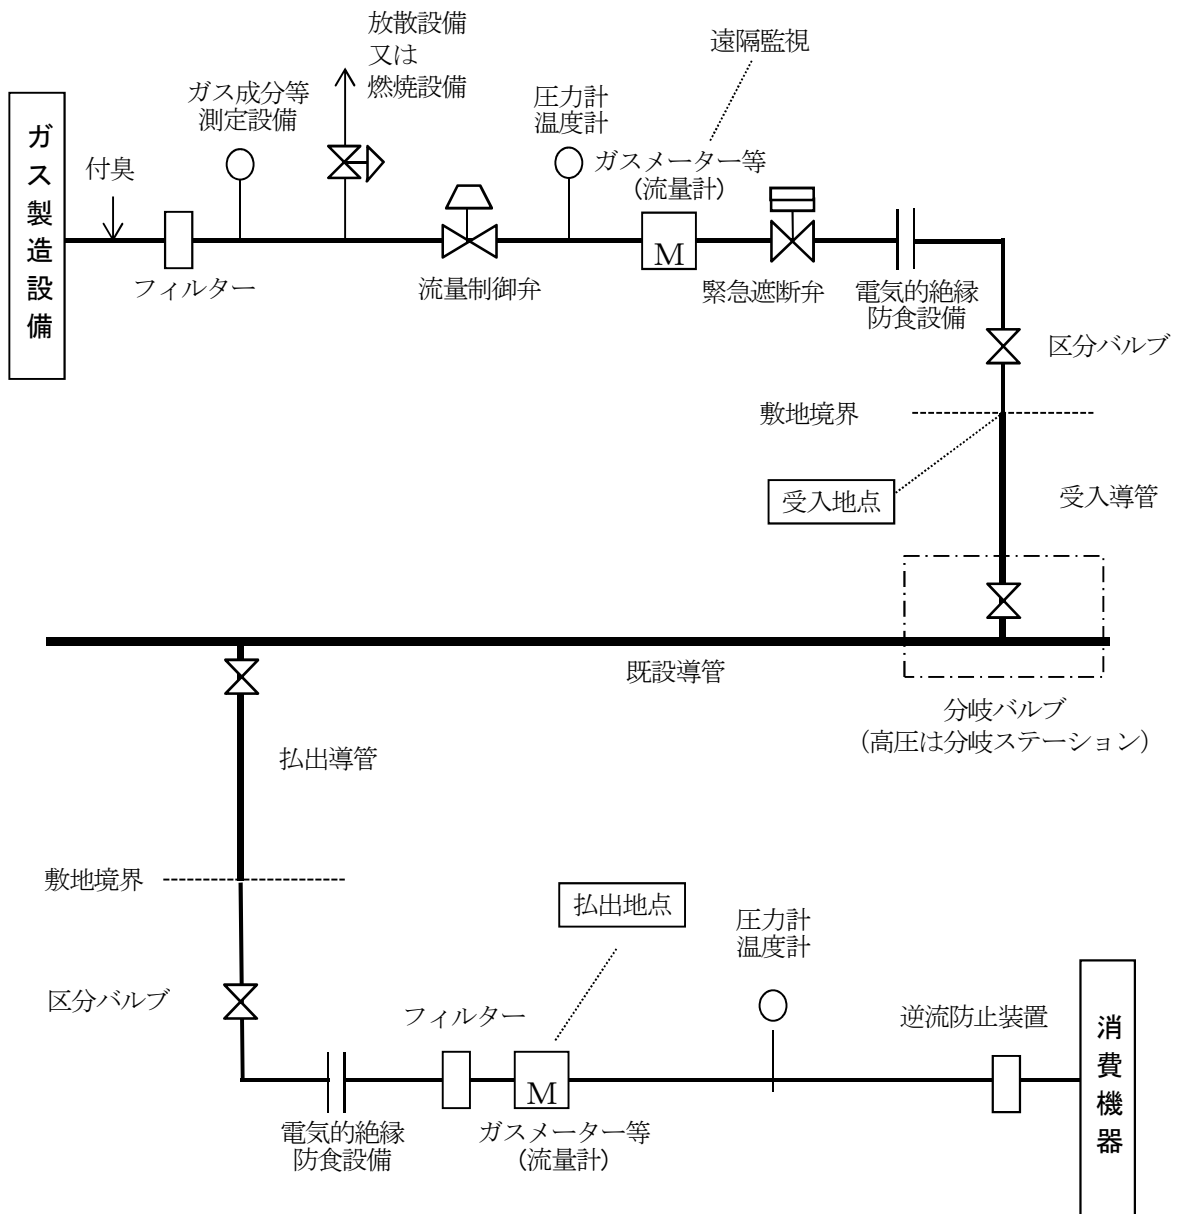 放散設備
又は
燃焼設備
遠隔監視
ガス成分等
測定設備
圧力計
温度計
ガス製造設備
付臭
ガスメーター等
(流量計)
M
フィルター
流量制御弁
緊急遮断弁
電気的絶縁
防食設備
区分バルブ
敷地境界
受入地点
受入導管
既設導管
分岐バルブ
(高圧は分岐ステーション)
払出導管
敷地境界
払出地点
圧力計
温度計
区分バルブ
フィルター
逆流防止装置
消費機器
M
電気的絶縁
防食設備
ガスメーター等
(流量計)